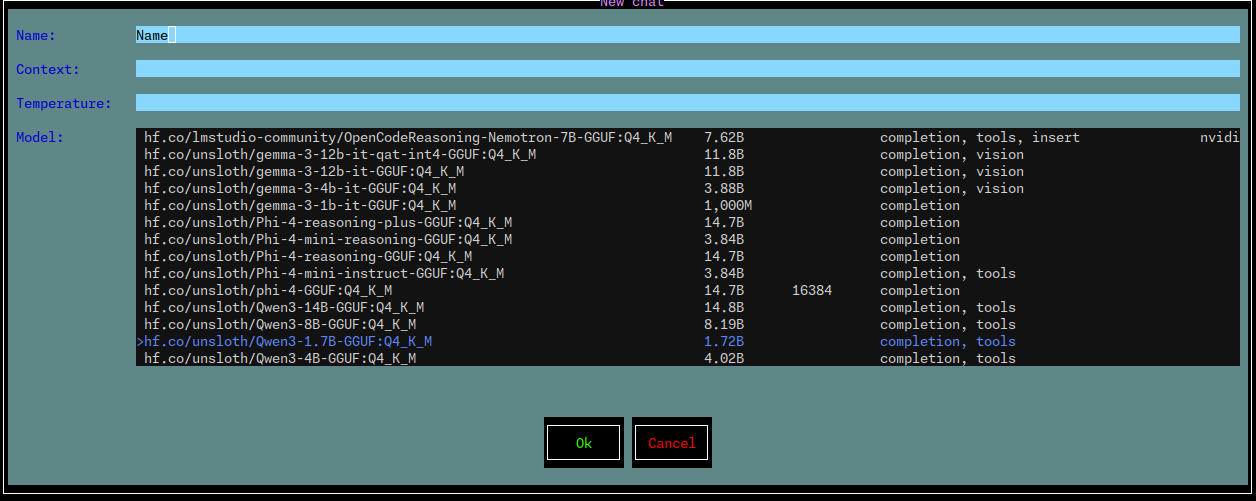 New chat
Name: Name
Context:
Temperature:
Model: hf.co/lmstudio-community/OpenCodeReasoning-Nemotron-7B-GGUF:Q4_K_M 7.62B completion, tools, insert nvidi
hf.co/unsloth/gemma-3-12b-it-qat-int4-GGUF:Q4_K_M 11.8B completion, vision
hf.co/unsloth/gemma-3-12b-it-GGUF:Q4_K_M 11.8B completion, vision
hf.co/unsloth/gemma-3-4b-it-GGUF:Q4_K_M 3.88B completion, vision
hf.co/unsloth/gemma-3-1b-it-GGUF:Q4_K_M 1,000M completion
hf.co/unsloth/Phi-4-reasoning-plus-GGUF:Q4_K_M 14.7B completion
hf.co/unsloth/Phi-4-mini-reasoning-GGUF:Q4_K_M 3.84B completion
hf.co/unsloth/Phi-4-reasoning-GGUF:Q4_K_M 14.7B completion
hf.co/unsloth/Phi-4-mini-instruct-GGUF:Q4_K_M 3.84B completion, tools
hf.co/unsloth/phi-4-GGUF:Q4_K_M 14.7B 16384 completion
hf.co/unsloth/Qwen3-14B-GGUF:Q4_K_M 14.8B completion, tools
hf.co/unsloth/Qwen3-8B-GGUF:Q4_K_M 8.19B completion, tools
>hf.co/unsloth/Qwen3-1.7B-GGUF:Q4_K_M 1.72B completion, tools
hf.co/unsloth/Qwen3-4B-GGUF:Q4_K_M 4.02B completion, tools
Ok Cancel